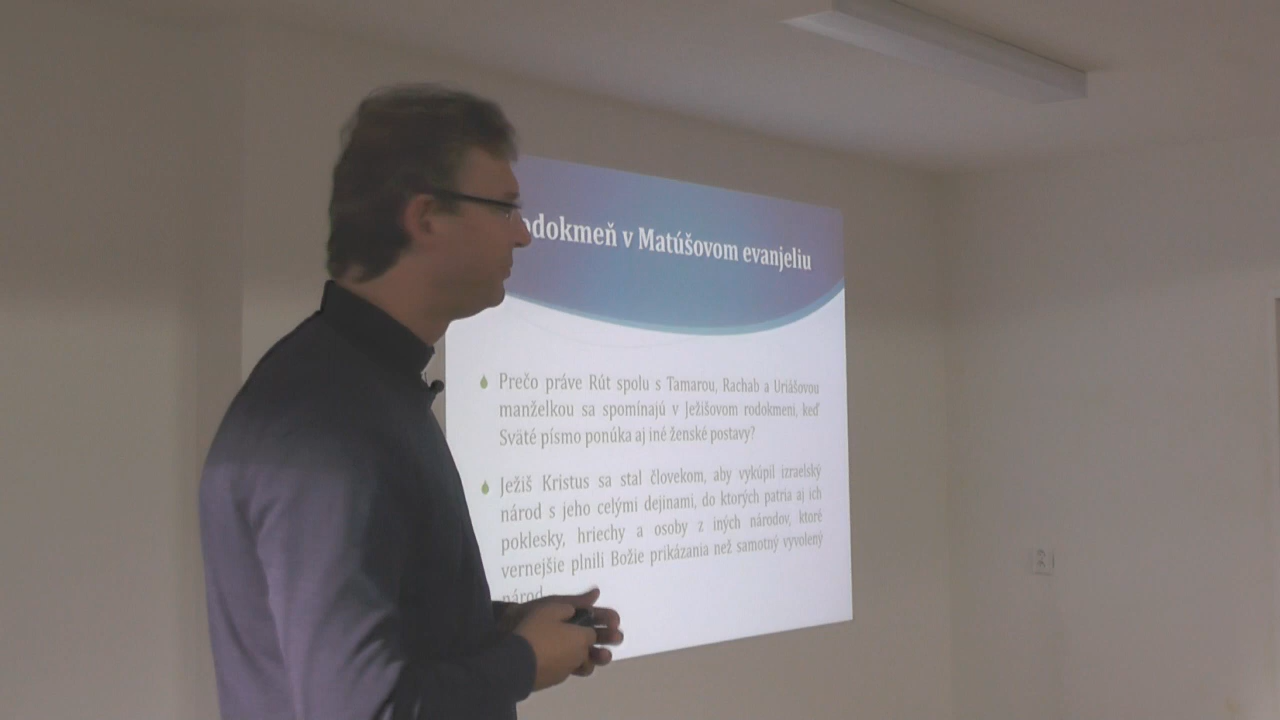 odokmeň v Matúšovom evanjeliu
Prečo práve Rút spolu s Tamarou, Rachab a Uriášovou
manželkou sa spomínajú v Ježišovom rodokmeni, keď
Sväté písmo ponúka aj iné ženské postavy?
Ježiš Kristus sa stal človekom, aby vykúpil izraelský
národ s jeho celými dejinami, do ktorých patria aj ich
poklesky, hriechy a osoby z iných národov, ktoré
vernejšie plnili Božie prikázania než samotný vyvolený
národ